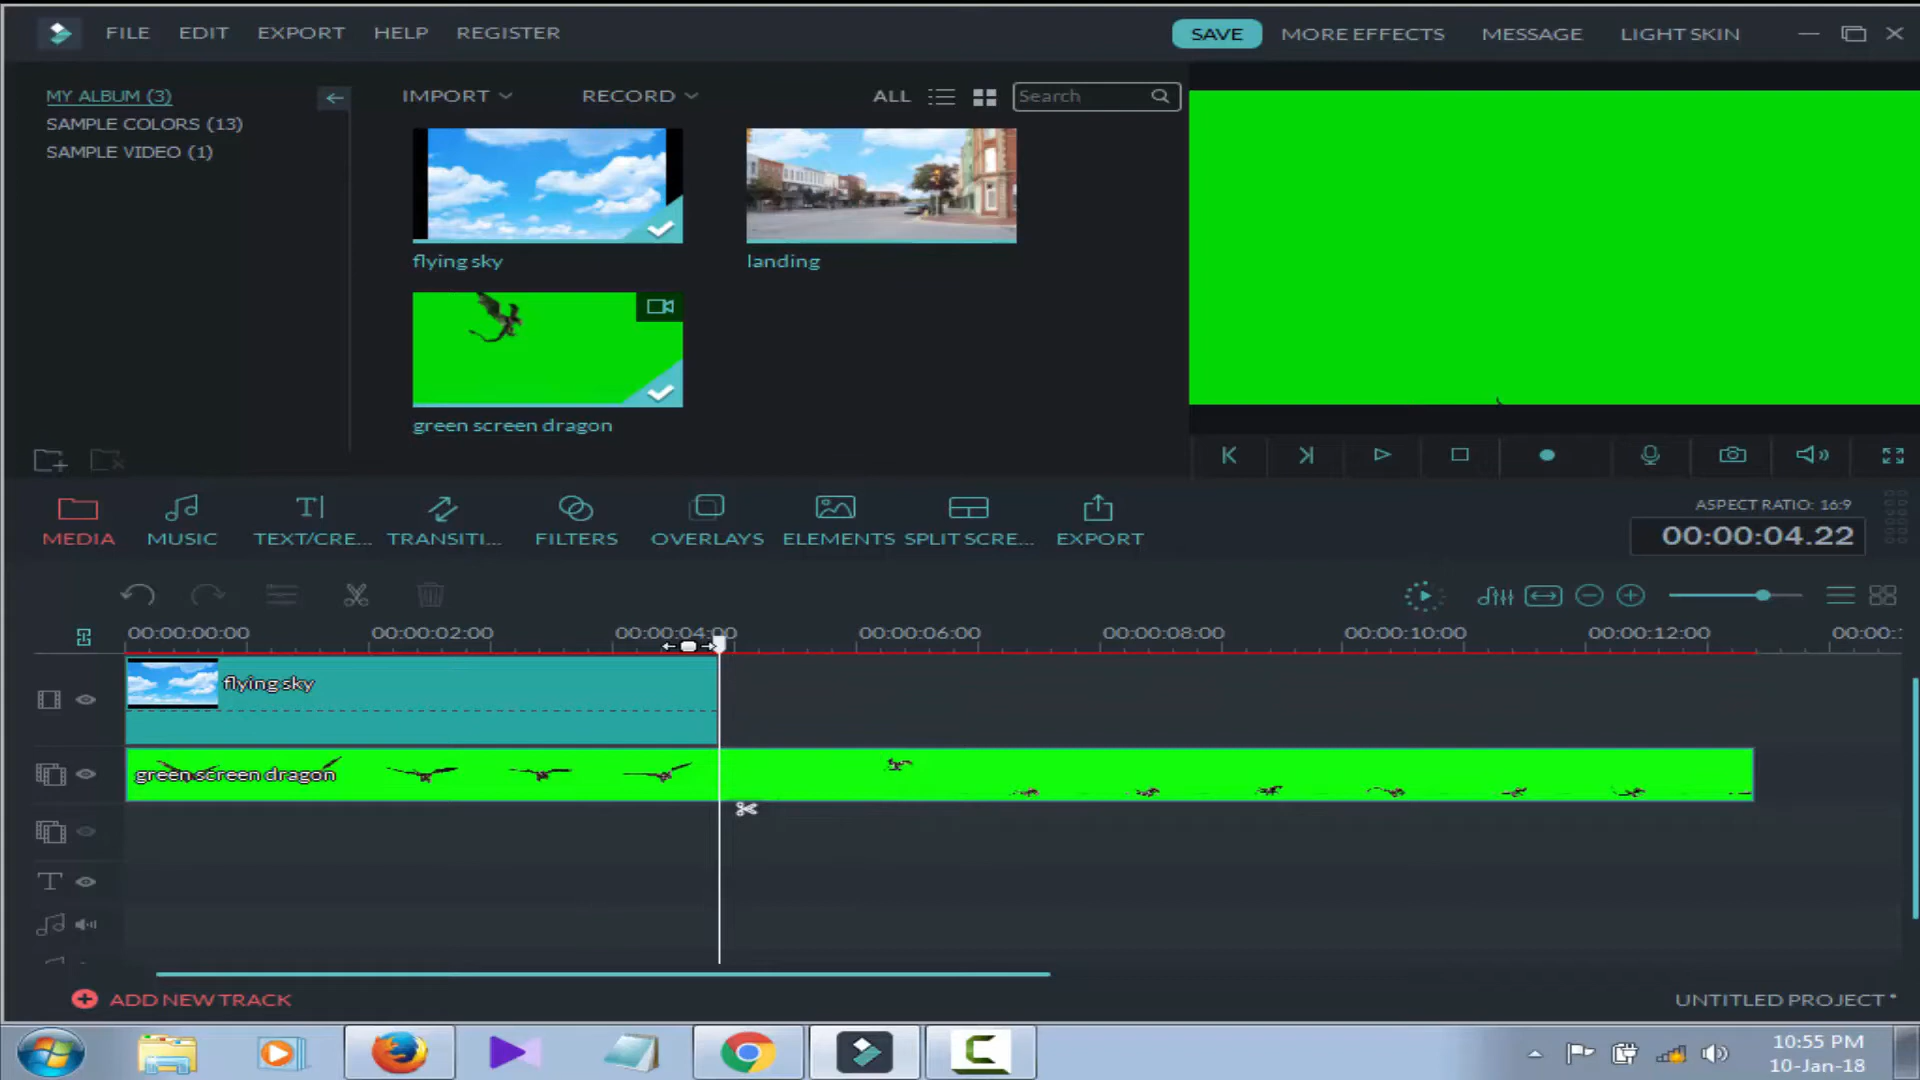 FILE EDIT EXPORT HELP REGISTER SAVE MORE EFFECTS MESSAGE LIGHT SKIN
MY ALBUM (3)
SAMPLE COLORS (13)
SAMPLE VIDEO (1)
IMPORT RECORD ALL Search
flying sky landing
green screen dragon
MEDIA MUSIC TEXT/CRE... TRANSITI... FILTERS OVERLAYS ELEMENTS SPLIT SCRE... EXPORT
ASPECT RATIO: 16:9
00:00:04.22
00:00:00:00 00:00:02:00 00:00:04:00 00:00:06:00 00:00:08:00 00:00:10:00 00:00:12:00 00:00:
flying sky
green screen dragon
ADD NEW TRACK
UNTITLED PROJECT *
10:55 PM
10-Jan-18